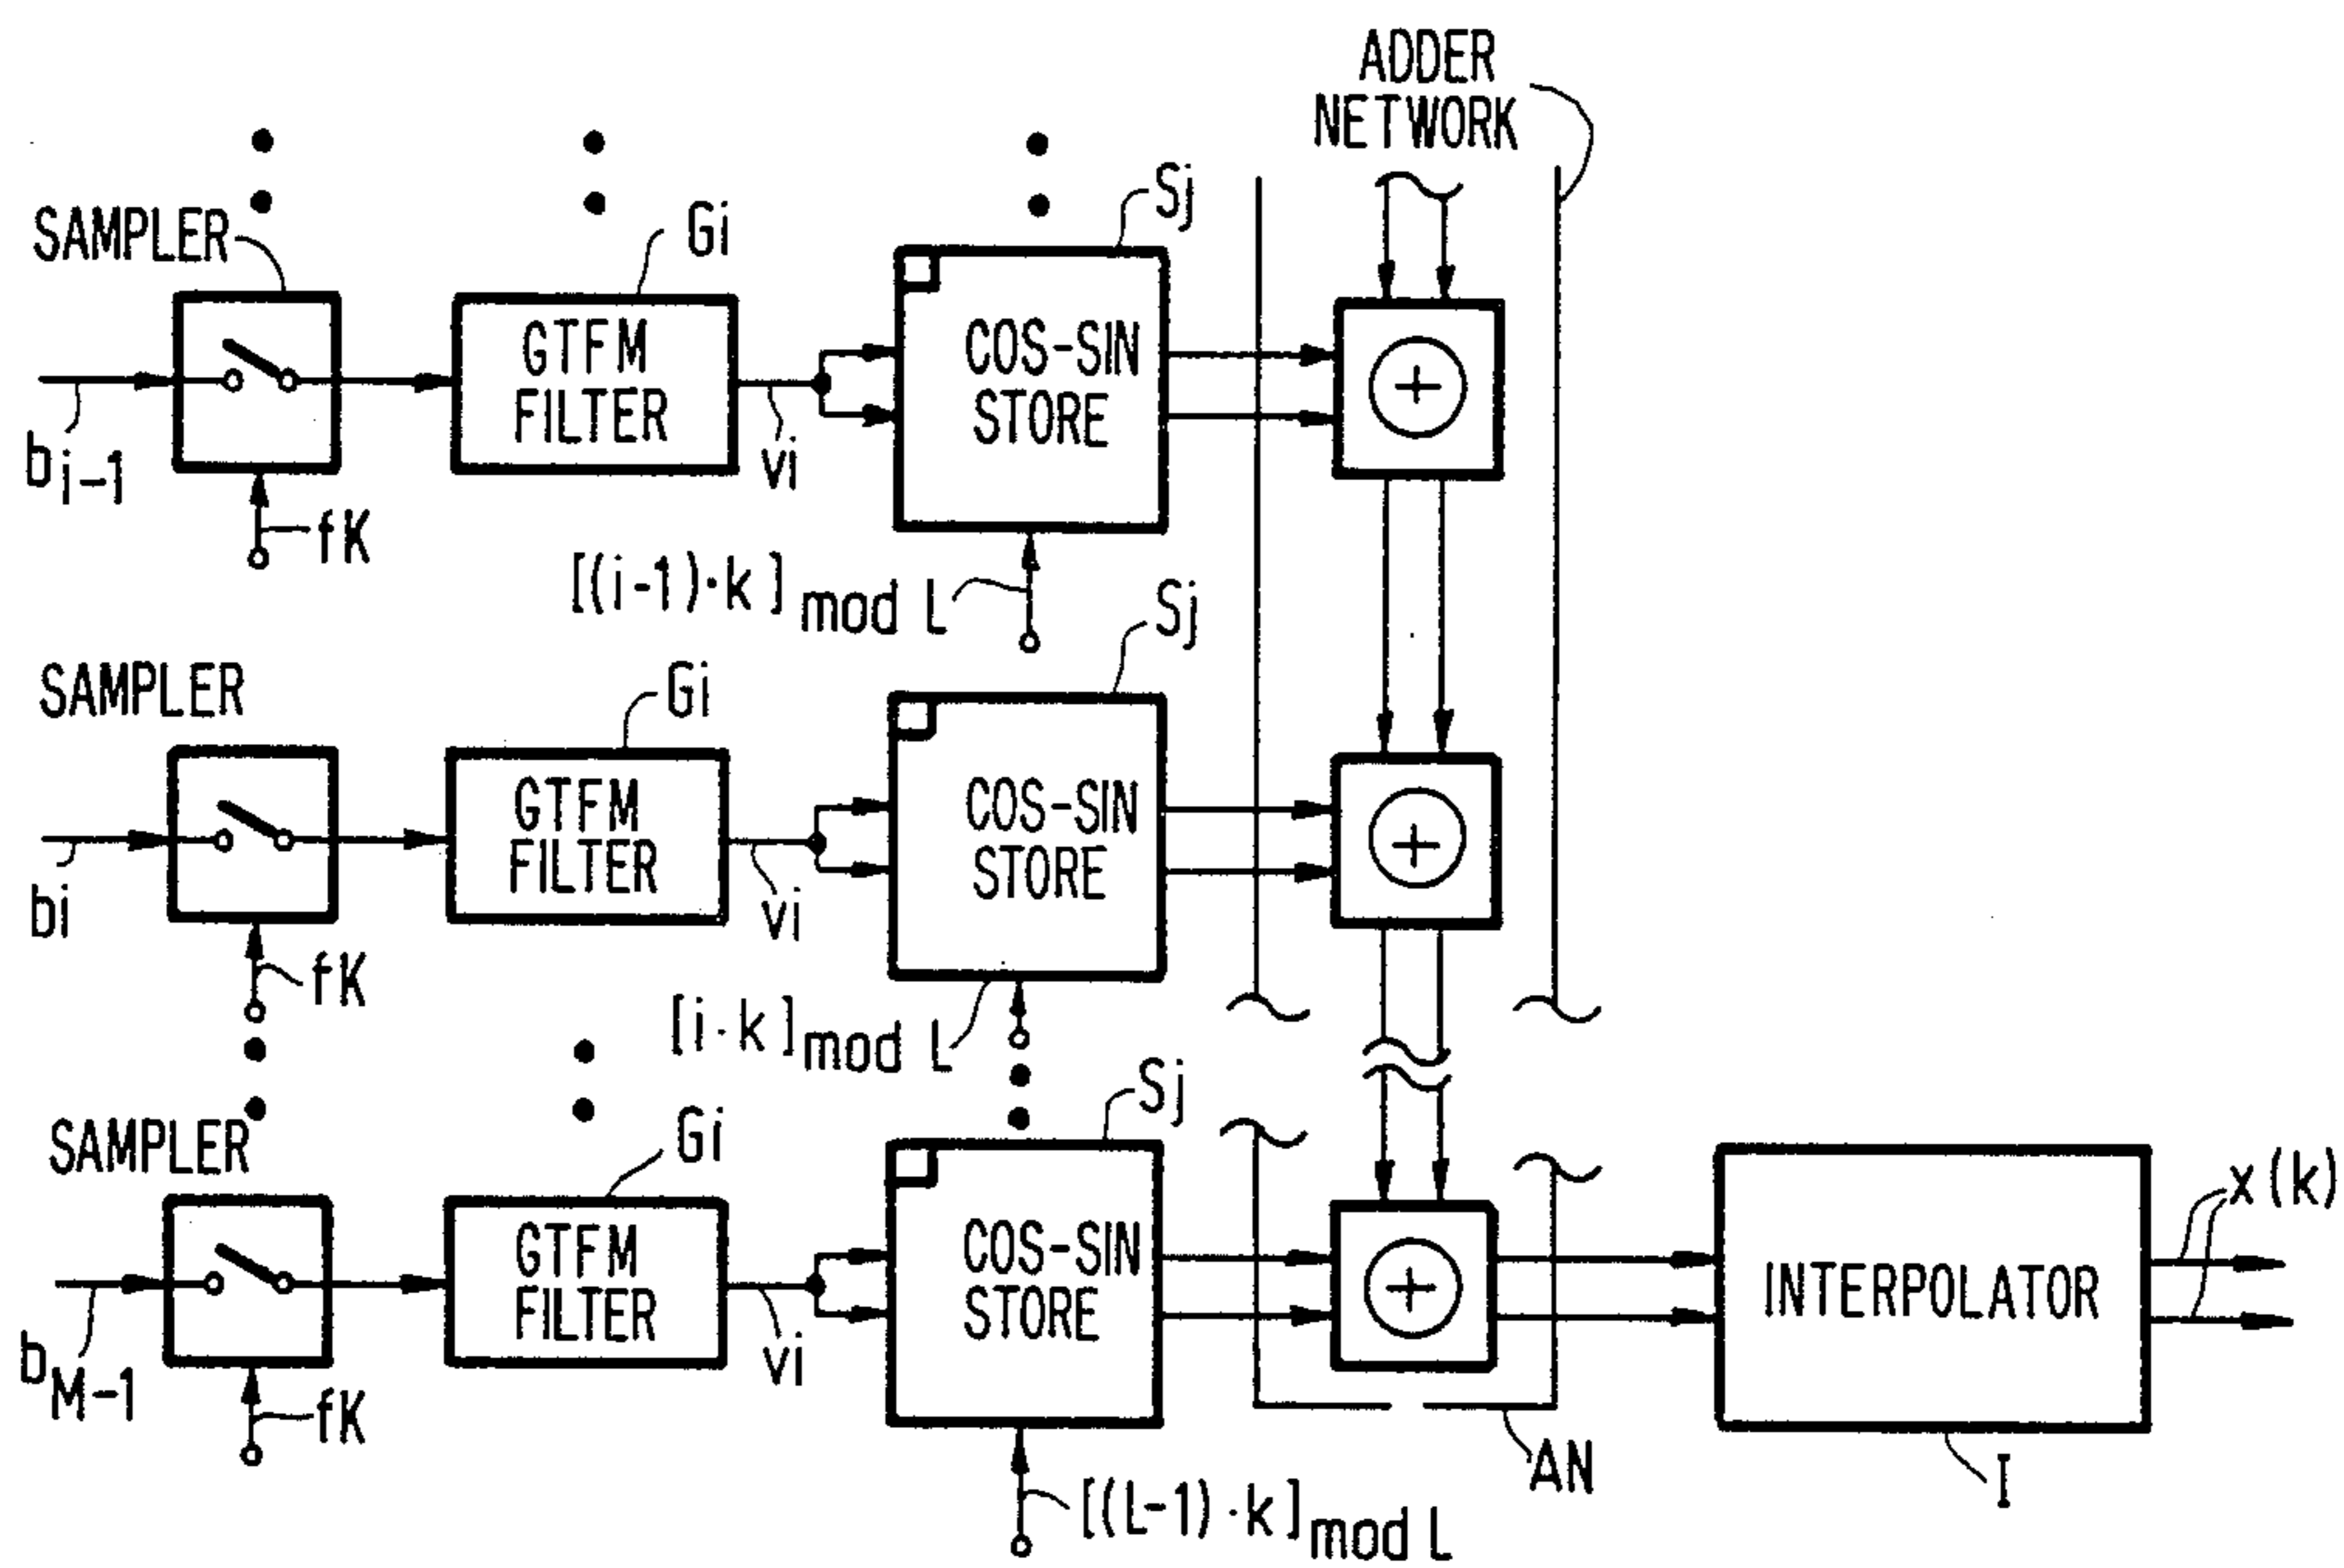 ADDER
NETWORK
SAMPLER
Gi
Sj
GTFM
FILTER
COS-SIN
STORE
+
b i-1
vi
fK
[(i-1)·k] mod L
SAMPLER
Gi
Sj
GTFM
FILTER
COS-SIN
STORE
+
bi
vi
fK
[i·k] mod L
SAMPLER
Gi
Sj
GTFM
FILTER
COS-SIN
STORE
+
INTERPOLATOR
x(k)
b M-1
vi
fK
[(L-1)·k] mod L
AN
I